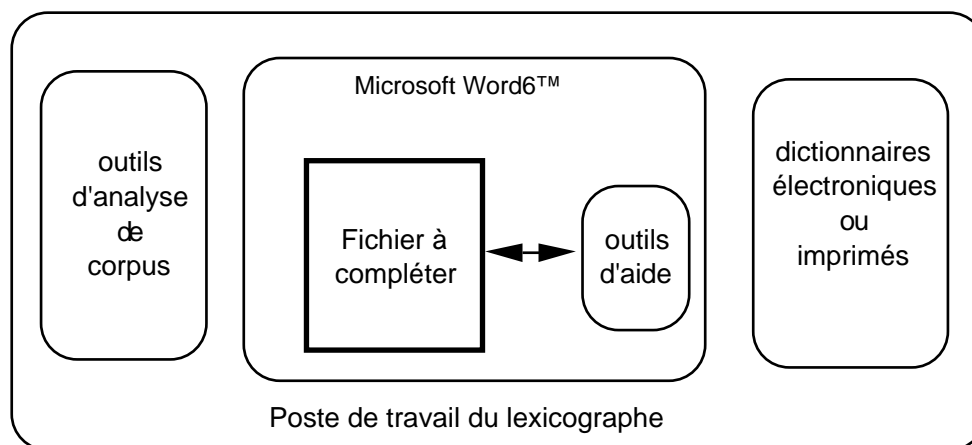 outils
d'analyse
de
corpus
Microsoft Word6™
Fichier à
compléter
outils
d'aide
dictionnaires
électroniques
ou
imprimés
Poste de travail du lexicographe